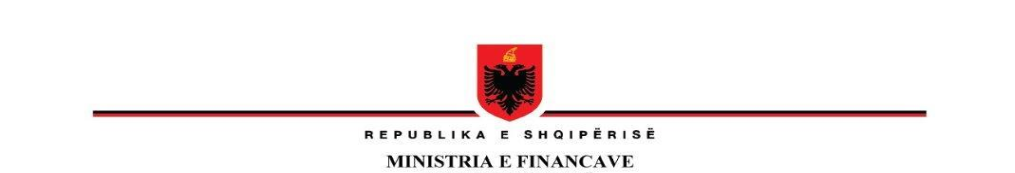 REPUBLIKA E SHQIPËRISË
MINISTRIA E FINANCAVE